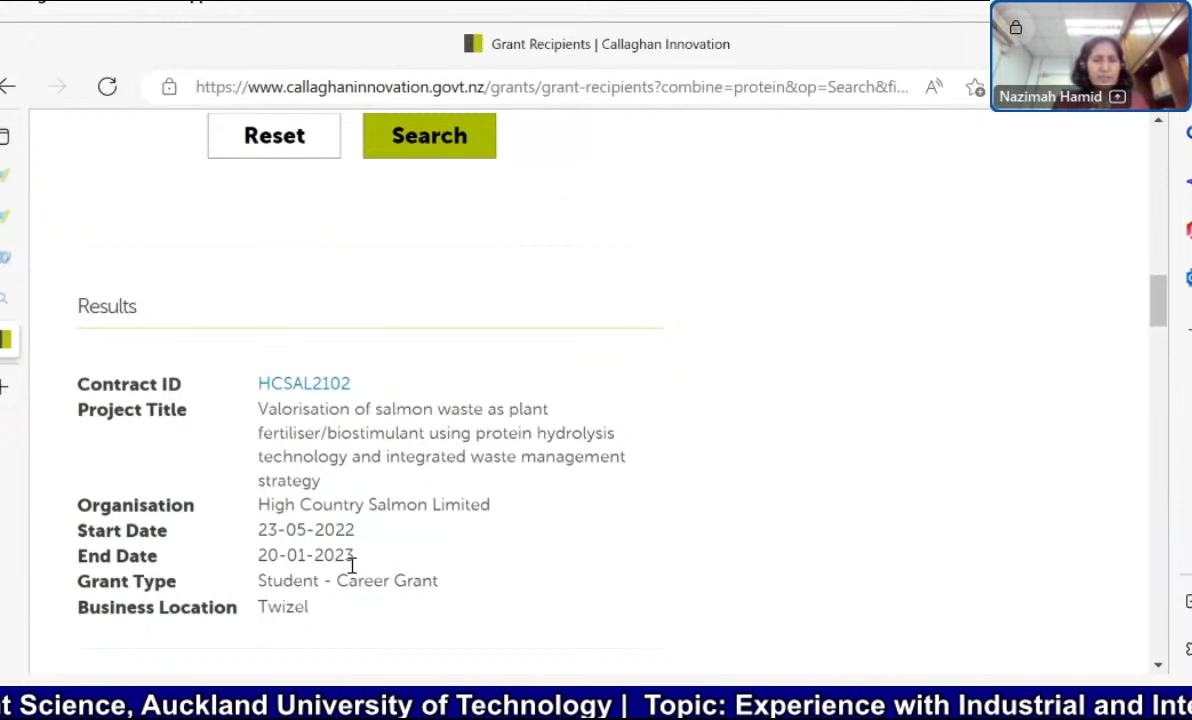 Grant Recipients | Callaghan Innovation
https://www.callaghaninnovation.govt.nz/grants/grant-recipients?combine=protein&op=Search&fi...
Nazimah Hamid
Reset
Search
Results
Contract ID HCSAL2102
Project Title Valorisation of salmon waste as plant
fertiliser/biostimulant using protein hydrolysis
technology and integrated waste management
strategy
Organisation High Country Salmon Limited
Start Date 23-05-2022
End Date 20-01-2023
Grant Type Student - Career Grant
Business Location Twizel
t Science, Auckland University of Technology | Topic: Experience with Industrial and Inte